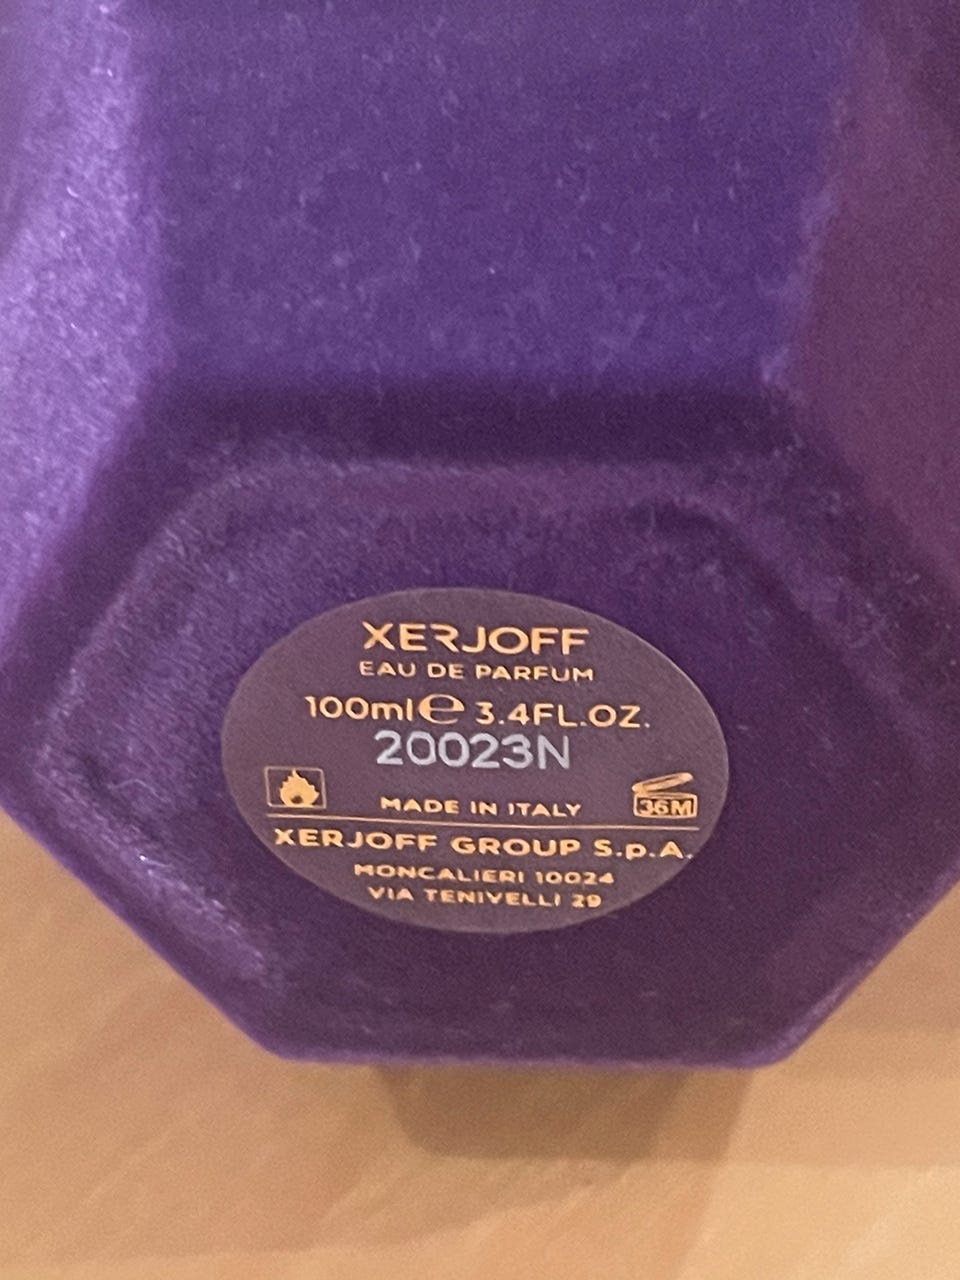 XERJOFF
EAU DE PARFUM
100ml ℮ 3.4FL.OZ.
20023N
MADE IN ITALY
36M
XERJOFF GROUP S.p.A.
MONCALIERI 10024
VIA TENIVELLI 29